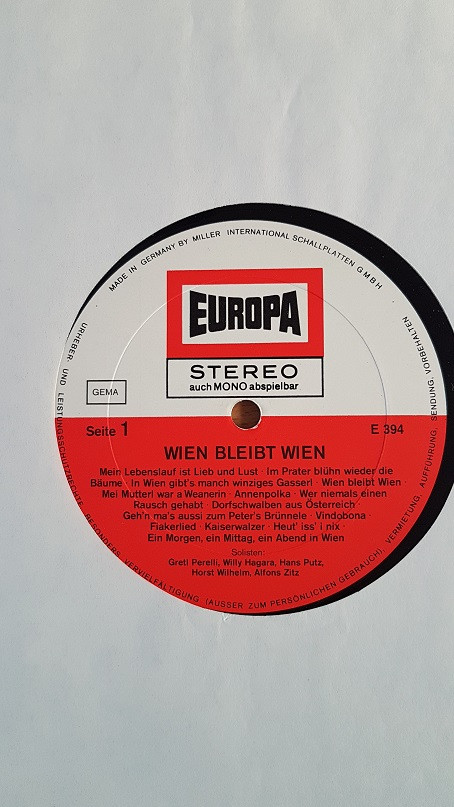 MADE IN GERMANY BY MILLER INTERNATIONAL SCHALLPLATTEN GMBH
EUROPA
STEREO
auch MONO abspielbar
GEMA
Seite 1
E 394
WIEN BLEIBT WIEN
Mein Lebenslauf ist Lieb und Lust · Im Prater blühn wieder die
Bäume · In Wien gibt's manch winziges Gasserl · Wien bleibt Wien ·
Mei Mutterl war a Weanerin · Annenpolka · Wer niemals einen
Rausch gehabt · Dorfschwalben aus Österreich ·
Geh'n ma's aussi zum Peter's Brünnele · Vindobona ·
Fiakerlied · Kaiserwalzer · Heut' iss' i nix ·
Ein Morgen, ein Mittag, ein Abend in Wien
Solisten:
Gretl Perelli, Willy Hagara, Hans Putz,
Horst Wilhelm, Alfons Zitz
URHEBER- UND LEISTUNGSSCHUTZRECHTE, BESONDERS VERVIELFÄLTIGUNG (AUSSER ZUM PERSÖNLICHEN GEBRAUCH), VERMIETUNG, AUFFÜHRUNG, SENDUNG, VORBEHALTEN